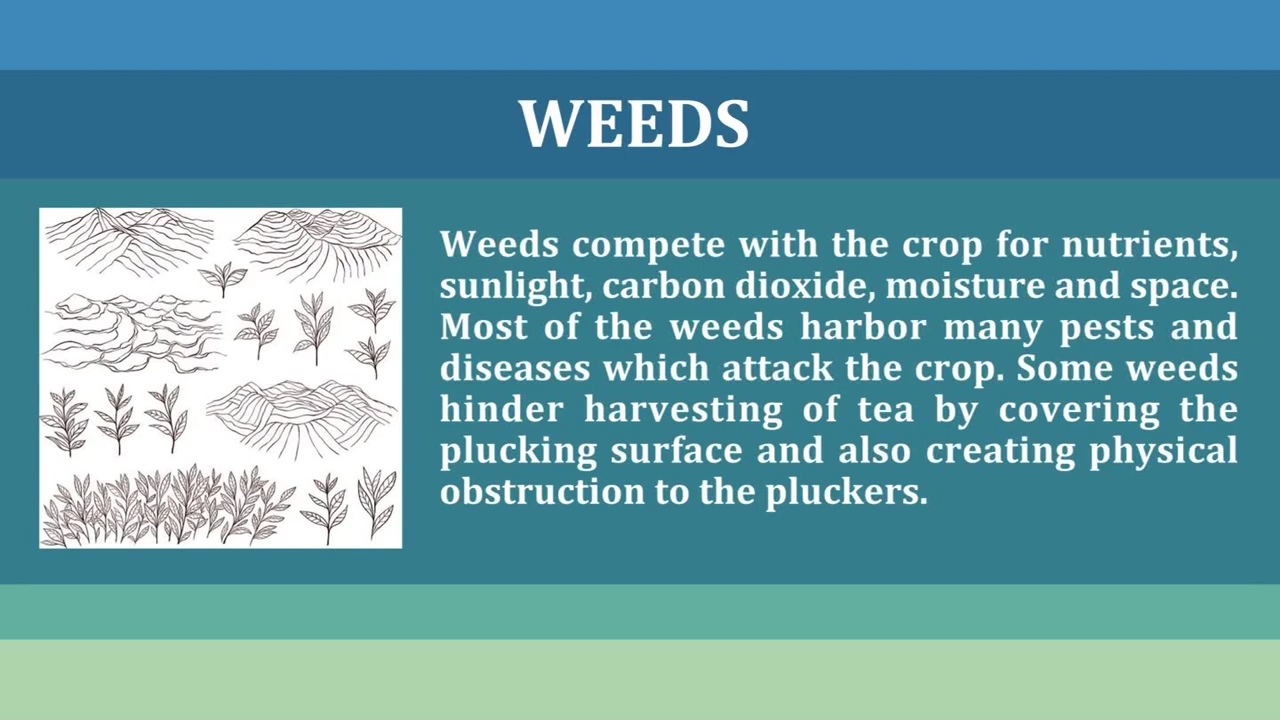 WEEDS
Weeds compete with the crop for nutrients,
sunlight, carbon dioxide, moisture and space.
Most of the weeds harbor many pests and
diseases which attack the crop. Some weeds
hinder harvesting of tea by covering the
plucking surface and also creating physical
obstruction to the pluckers.